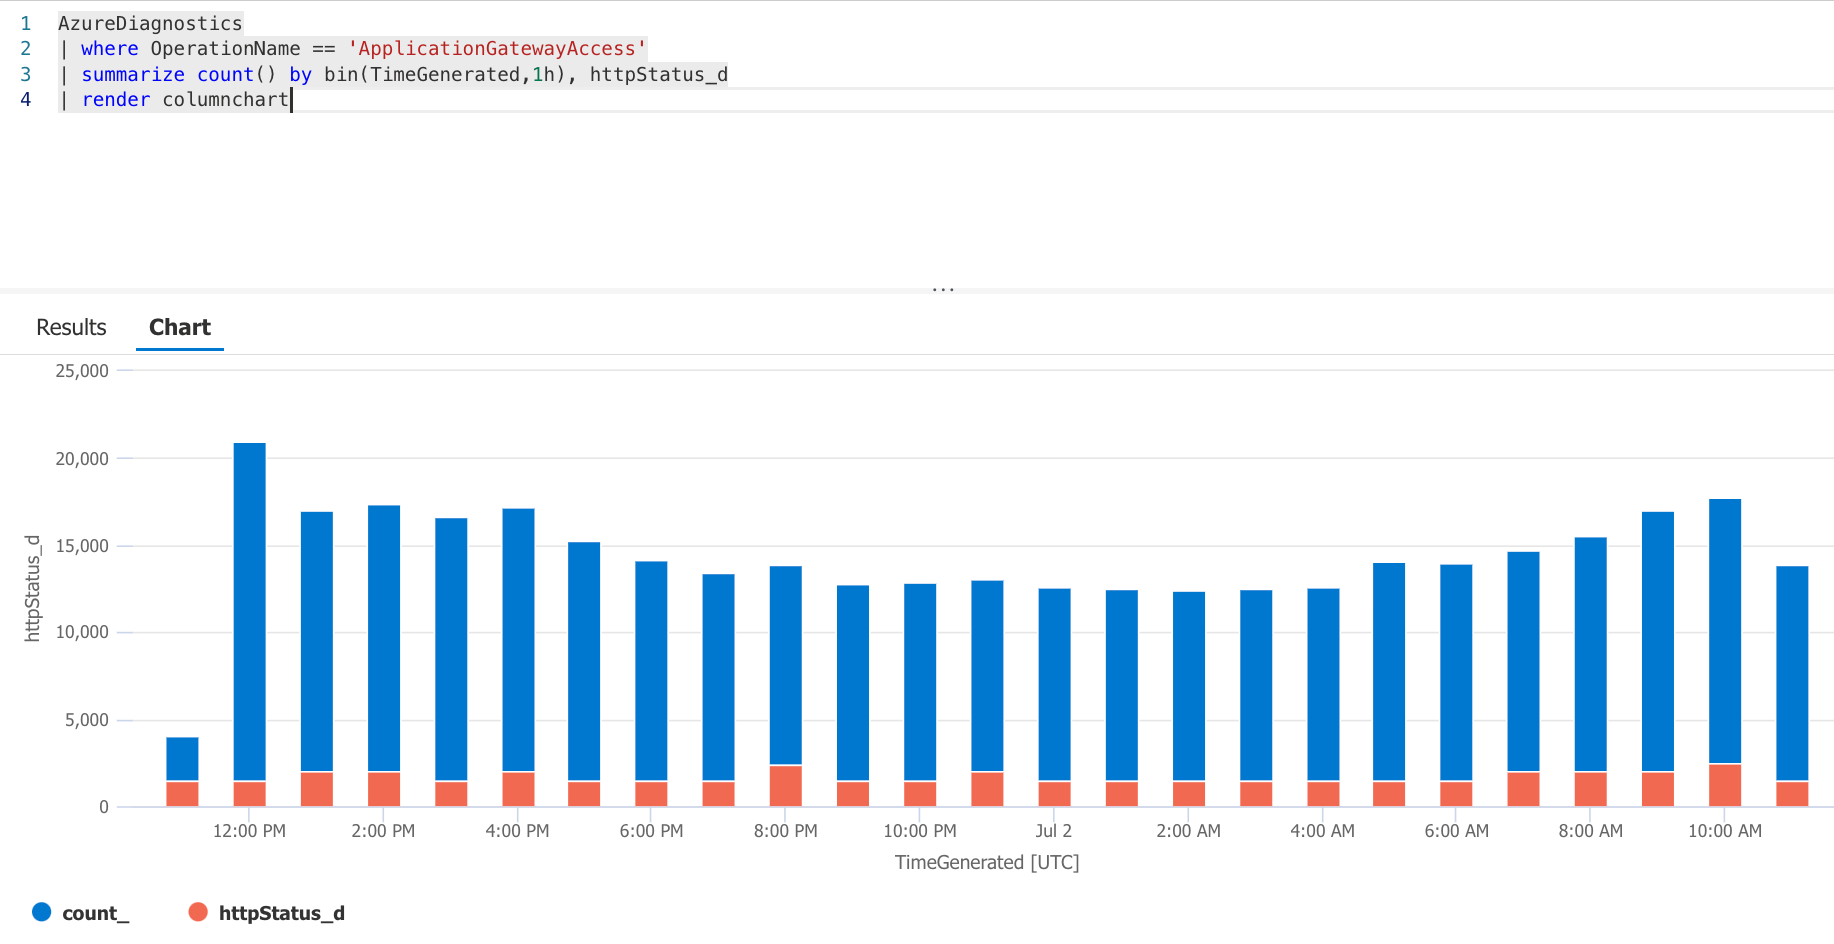 1 AzureDiagnostics
2 | where OperationName == 'ApplicationGatewayAccess'
3 | summarize count() by bin(TimeGenerated,1h), httpStatus_d
4 | render columnchart
...
Results Chart
25,000
20,000
15,000
10,000
5,000
0
httpStatus_d
12:00 PM 2:00 PM 4:00 PM 6:00 PM 8:00 PM 10:00 PM Jul 2 2:00 AM 4:00 AM 6:00 AM 8:00 AM 10:00 AM
TimeGenerated [UTC]
count_ httpStatus_d